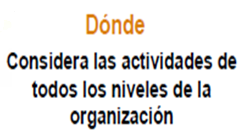 Dónde
Considera las actividades de
todos los niveles de la
organización